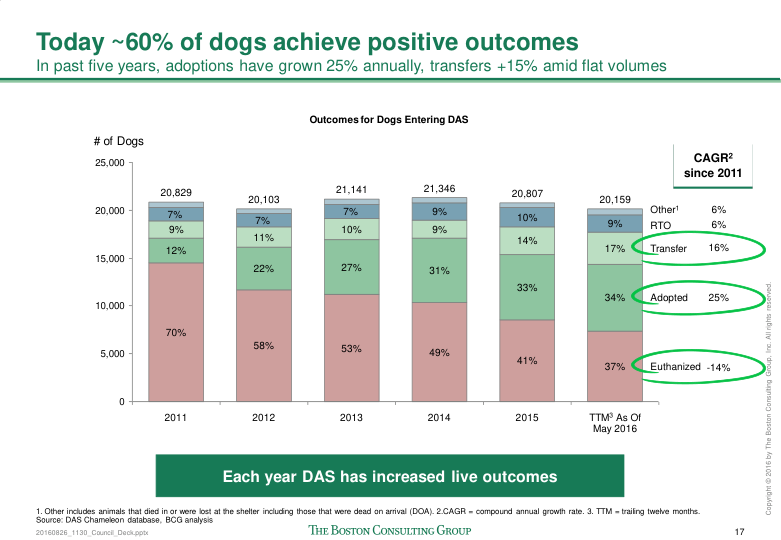 Today ~60% of dogs achieve positive outcomes
In past five years, adoptions have grown 25% annually, transfers +15% amid flat volumes
Outcomes for Dogs Entering DAS
# of Dogs
CAGR²
since 2011
25,000
20,000
15,000
10,000
5,000
0
20,829
7%
9%
12%
70%
2011
20,103
7%
11%
22%
58%
2012
21,141
7%
10%
27%
53%
2013
21,346
9%
9%
31%
49%
2014
20,807
10%
14%
33%
41%
2015
20,159
9%
17%
34%
37%
TTM³ As Of
May 2016
Other¹ 6%
RTO 6%
Transfer 16%
Adopted 25%
Euthanized -14%
Each year DAS has increased live outcomes
1. Other includes animals that died in or were lost at the shelter including those that were dead on arrival (DOA). 2.CAGR = compound annual growth rate. 3. TTM = trailing twelve months.
Source: DAS Chameleon database, BCG analysis
20160826_1130_Council_Deck.pptx
THE BOSTON CONSULTING GROUP
17
Copyright © 2016 by The Boston Consulting Group, Inc. All rights reserved.